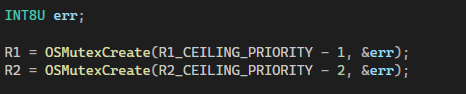 INT8U err;
R1 = OSMutexCreate(R1_CEILING_PRIORITY - 1, &err);
R2 = OSMutexCreate(R2_CEILING_PRIORITY - 2, &err);